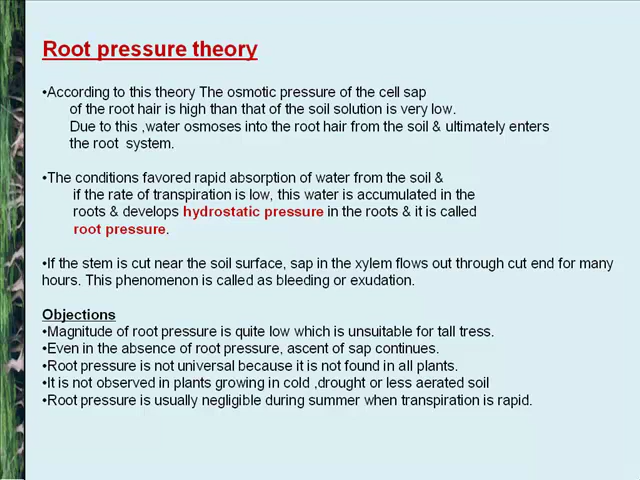 Root pressure theory
•According to this theory The osmotic pressure of the cell sap
of the root hair is high than that of the soil solution is very low.
Due to this ,water osmoses into the root hair from the soil & ultimately enters
the root system.
•The conditions favored rapid absorption of water from the soil &
if the rate of transpiration is low, this water is accumulated in the
roots & develops hydrostatic pressure in the roots & it is called
root pressure.
•If the stem is cut near the soil surface, sap in the xylem flows out through cut end for many
hours. This phenomenon is called as bleeding or exudation.
Objections
•Magnitude of root pressure is quite low which is unsuitable for tall tress.
•Even in the absence of root pressure, ascent of sap continues.
•Root pressure is not universal because it is not found in all plants.
•It is not observed in plants growing in cold ,drought or less aerated soil
•Root pressure is usually negligible during summer when transpiration is rapid.